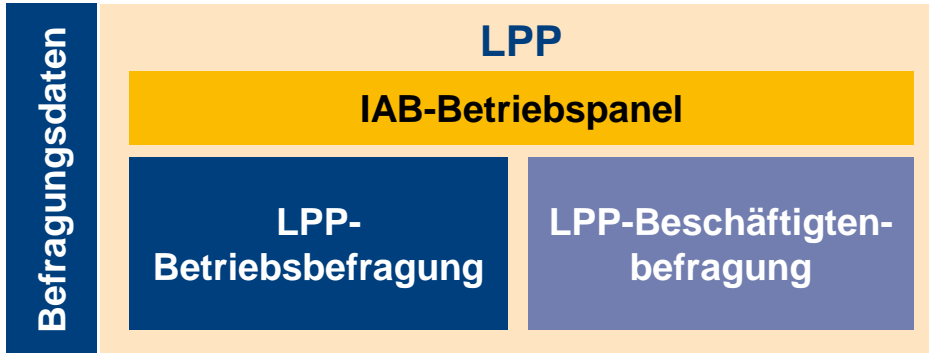 Befragungsdaten
LPP
IAB-Betriebspanel
LPP-
Betriebsbefragung
LPP-Beschäftigten-
befragung